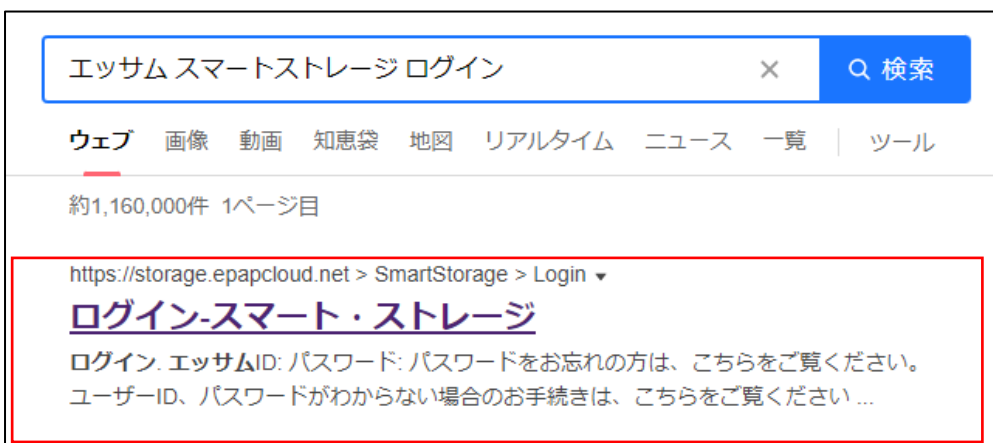 エッサム スマートストレージ ログイン × 検索
ウェブ 画像 動画 知恵袋 地図 リアルタイム ニュース 一覧 ツール
約1,160,000件 1ページ目
https://storage.epapcloud.net > SmartStorage > Login
ログイン-スマート・ストレージ
ログイン. エッサムID: パスワード: パスワードをお忘れの方は、こちらをご覧ください。
ユーザーID、パスワードがわからない場合のお手続きは、こちらをご覧ください ...